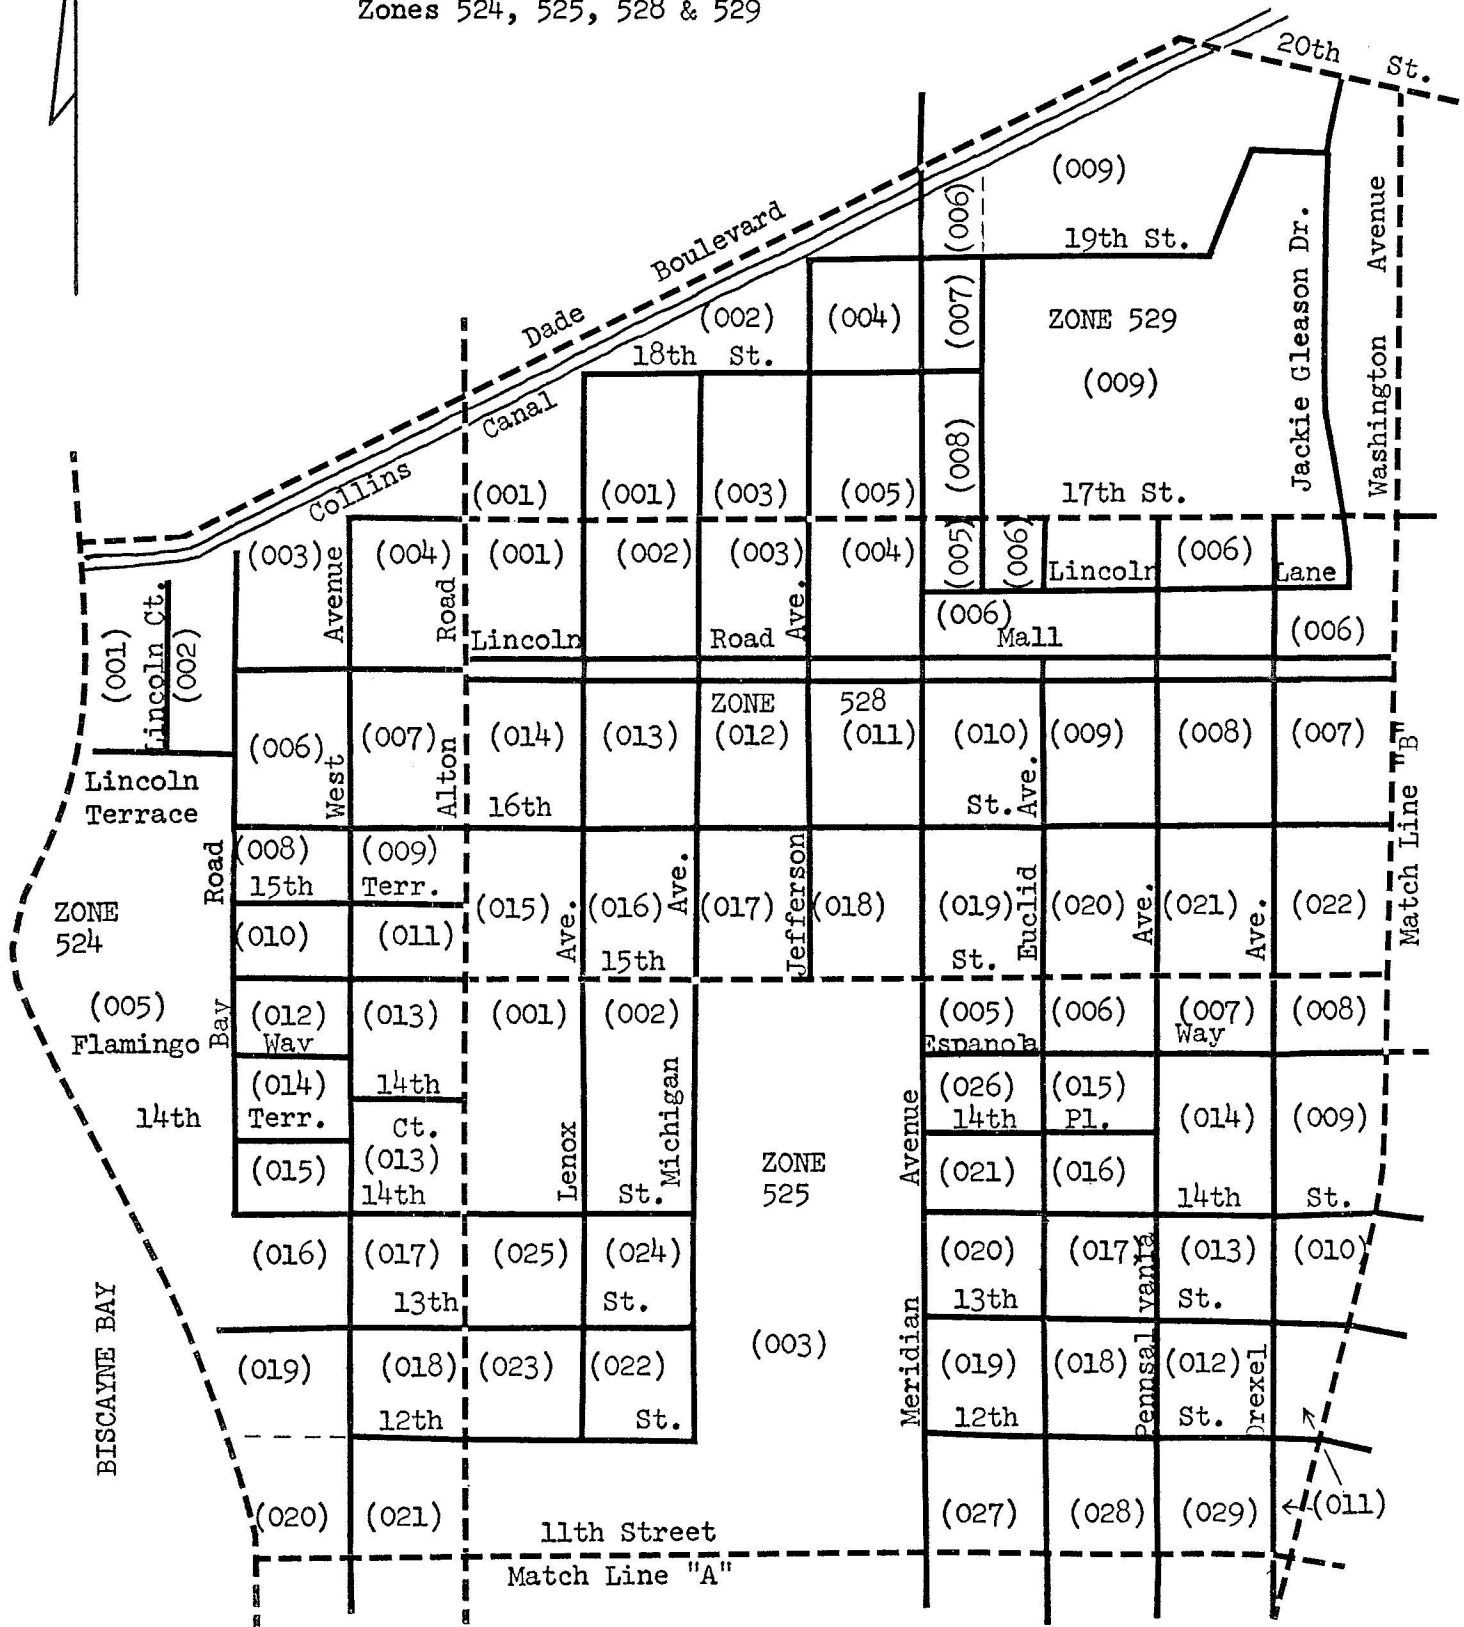 Zones 524, 525, 528 & 529
20th St.
(009)
(006)
19th St.
Dade Boulevard
Jackie Gleason Dr.
Washington Avenue
(002)
(004)
(007)
ZONE 529
18th St.
(009)
Collins Canal
(001)
(001)
(003)
(005)
(008)
17th St.
(003)
(004)
(001)
(002)
(003)
(004)
(005)
(006)
(006)
Lincoln Lane
(001)
Lincoln Ct.
(002)
Lincoln Road Mall
(006)
(006)
ZONE 528
(006)
(007)
(014)
(013)
(012)
(011)
(010)
(009)
(008)
(007)
Lincoln
Terrace
16th St.
Match Line "B"
(008)
(009)
15th Terr.
ZONE
524
(015)
(016)
(017)
(018)
(019)
(020)
(021)
(022)
(010)
(011)
15th St.
(005)
(012)
(013)
(001)
(002)
(005)
(006)
(007)
(008)
Flamingo Way
Espanola Way
(014)
14th
(026)
(015)
14th Terr.
Ct.
14th Pl.
(014)
(009)
(015)
(013)
ZONE
525
(021)
(016)
14th St.
14th St.
(016)
(017)
(025)
(024)
(020)
(017)
(013)
(010)
13th St.
13th St.
(003)
(019)
(018)
(023)
(022)
(019)
(018)
(012)
12th St.
12th St.
(020)
(021)
(027)
(028)
(029)
(011)
11th Street
Match Line "A"
BISCAYNE BAY
Bay Road
West Avenue
Alton Road
Lenox Ave.
Michigan Ave.
Jefferson Ave.
Meridian Avenue
Euclid Ave.
Pennsalvania Ave.
Drexel Ave.